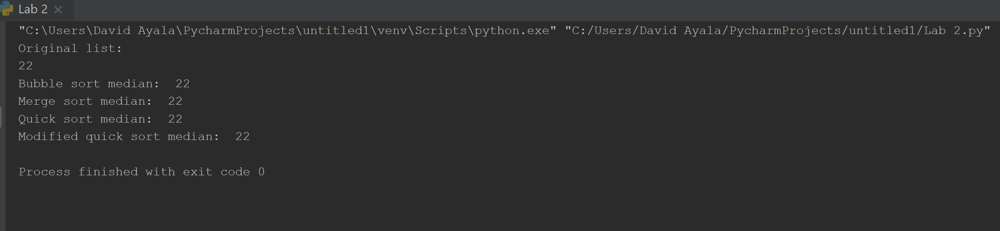 Lab 2
"C:\Users\David Ayala\PycharmProjects\untitled1\venv\Scripts\python.exe" "C:/Users/David Ayala/PycharmProjects/untitled1/Lab 2.py"
Original list:
22
Bubble sort median:  22
Merge sort median:  22
Quick sort median:  22
Modified quick sort median:  22
Process finished with exit code 0